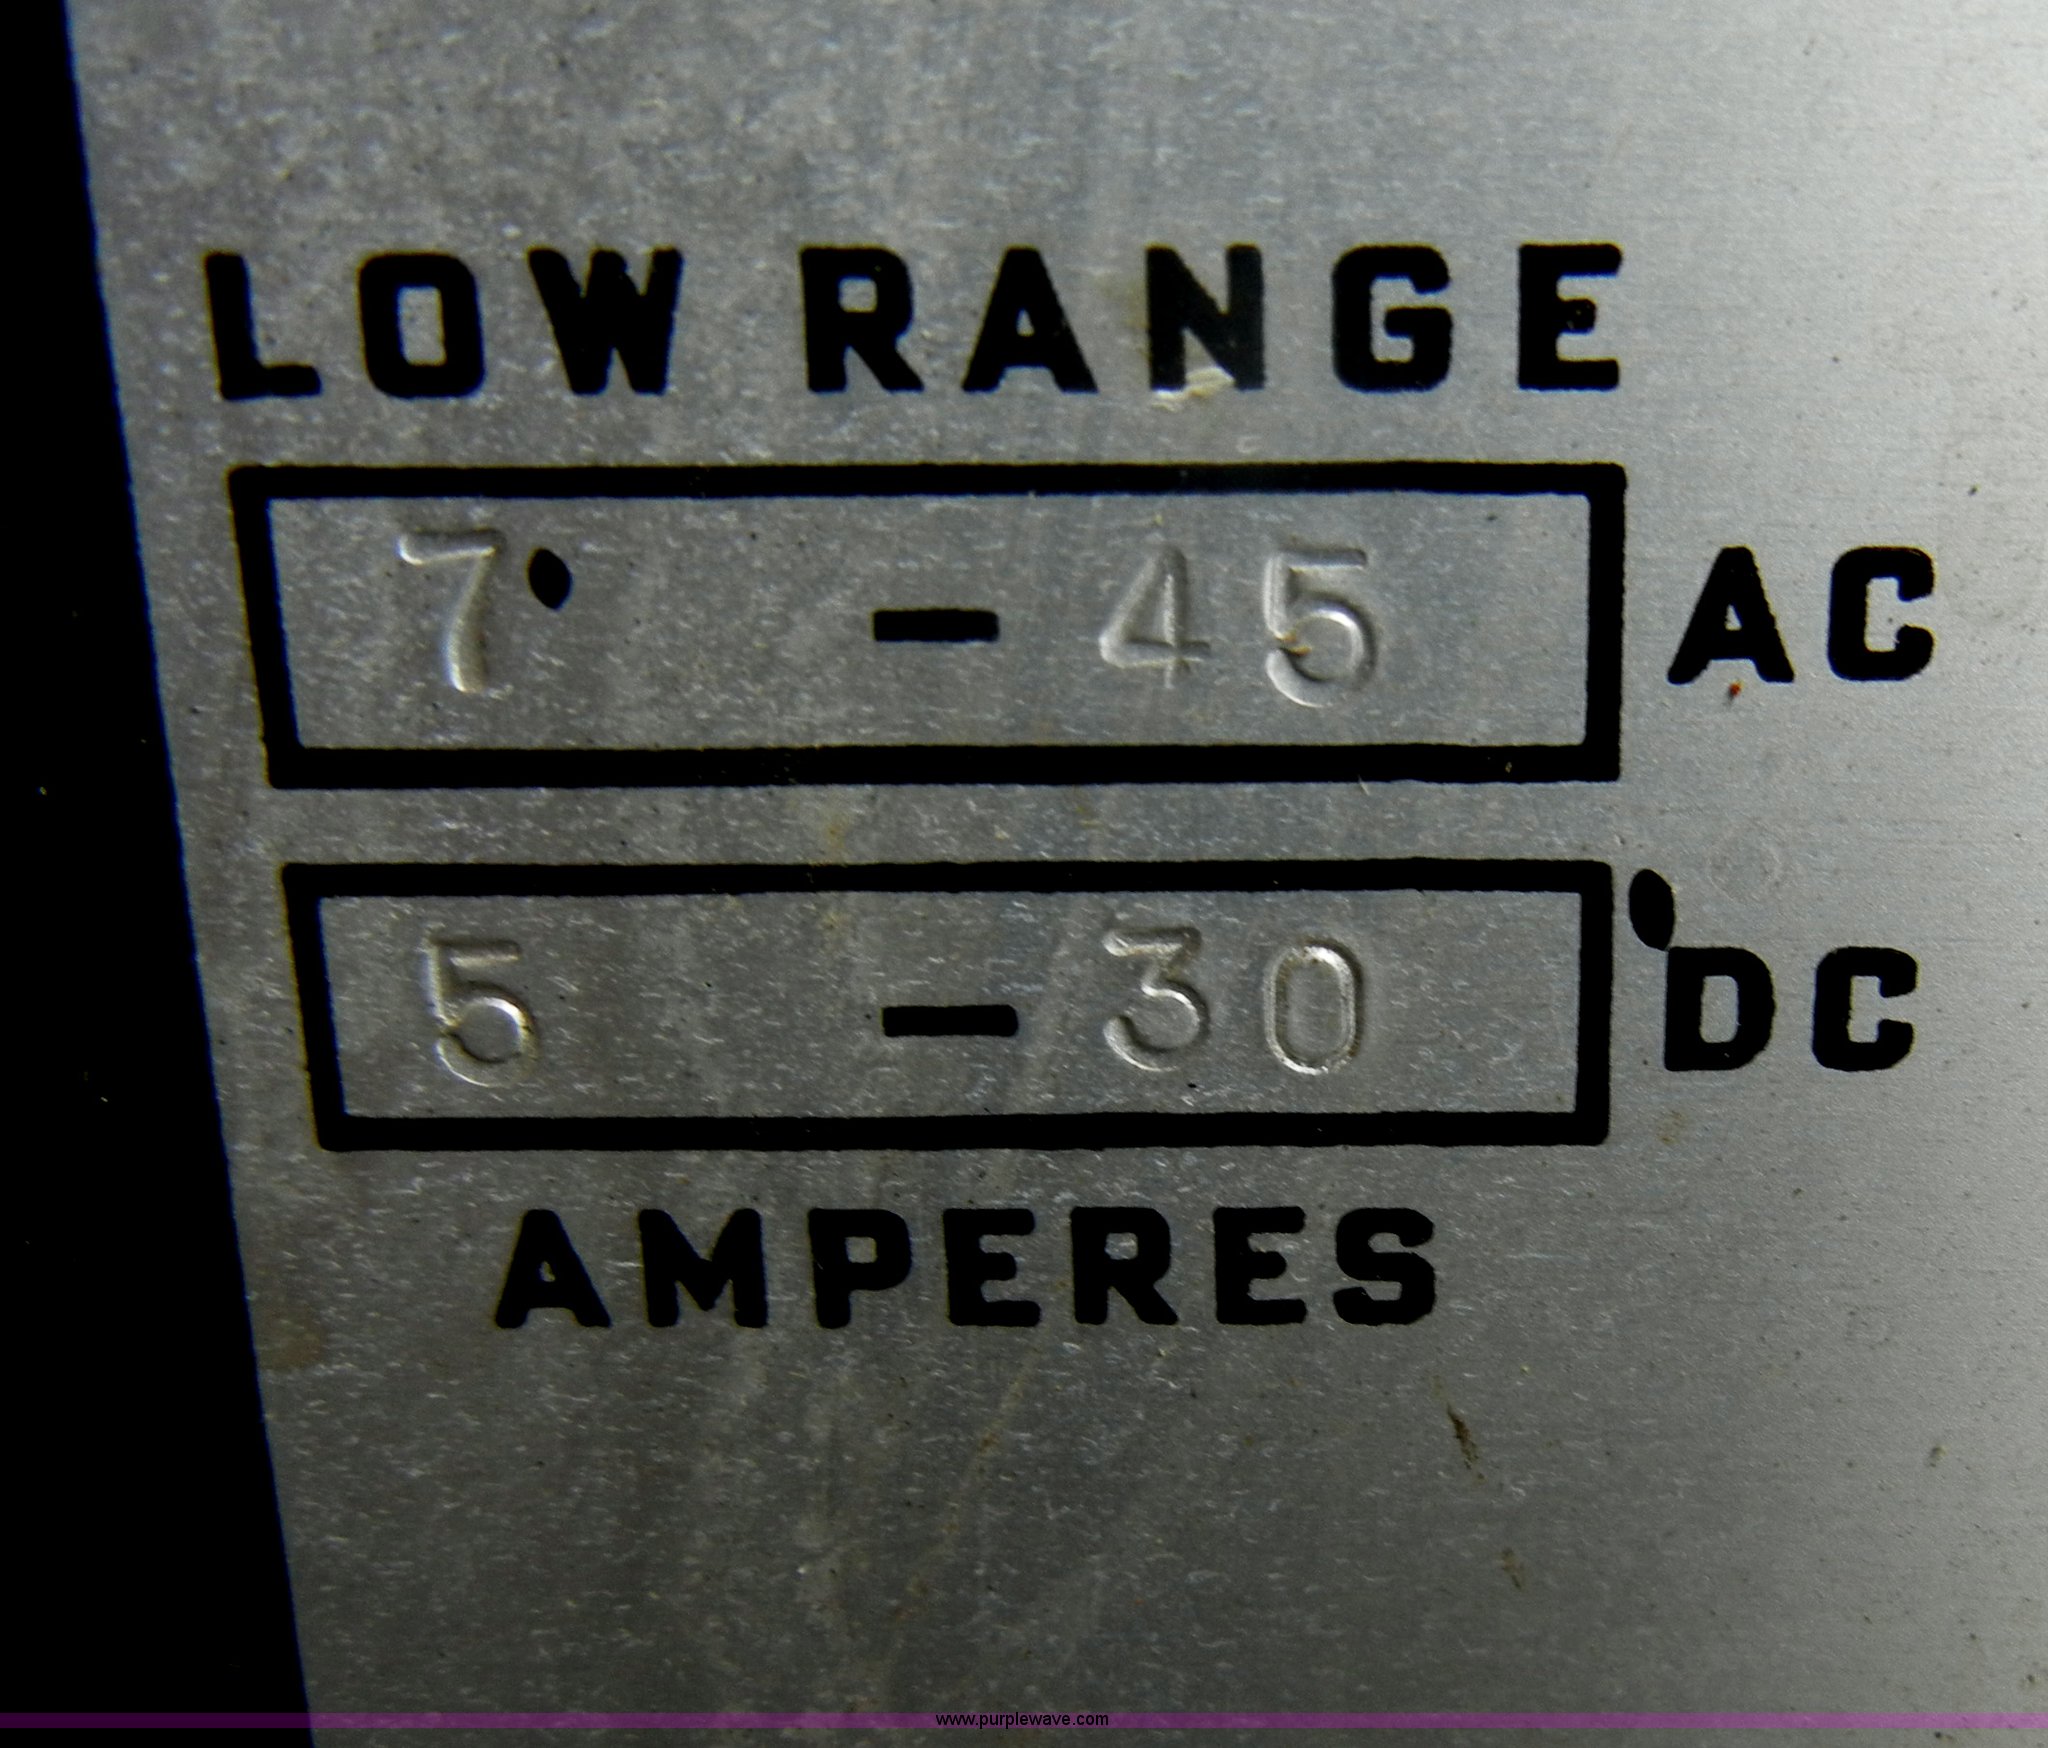 LOW RANGE
7 - 45 AC
5 - 30 DC
AMPERES
www.purplewave.com